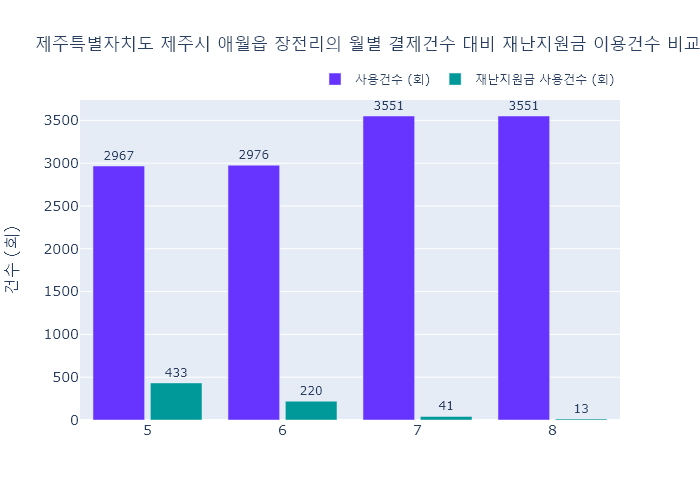 제주특별자치도 제주시 애월읍 장전리의 월별 결제건수 대비 재난지원금 이용건수 비교
사용건수 (회) 재난지원금 사용건수 (회)
3551 3551
3500
2967 2976
3000
2500
2000
1500
1000
500
433 220 41 13
0
5 6 7 8
건수 (회)